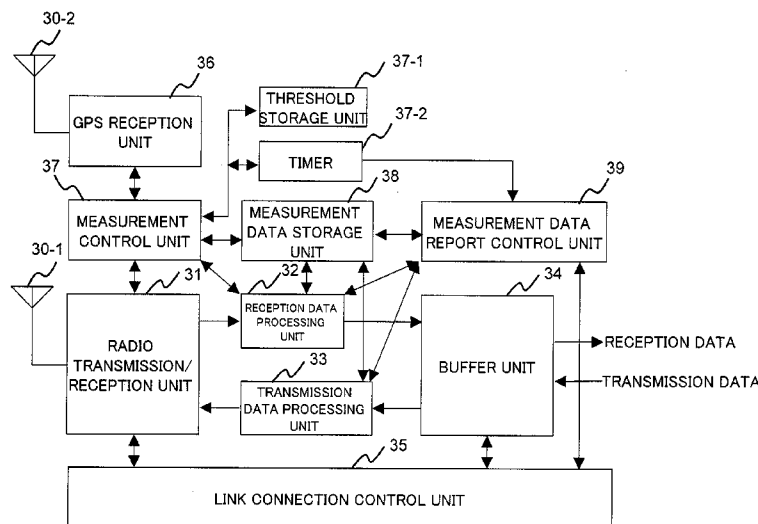 30-2
36
GPS RECEPTION
UNIT
37-1
THRESHOLD
STORAGE UNIT
37-2
TIMER
37
MEASUREMENT
CONTROL UNIT
38
MEASUREMENT
DATA STORAGE
UNIT
39
MEASUREMENT DATA
REPORT CONTROL UNIT
30-1
31
RADIO
TRANSMISSION/
RECEPTION UNIT
32
RECEPTION DATA
PROCESSING
UNIT
33
TRANSMISSION
DATA PROCESSING
UNIT
34
BUFFER UNIT
RECEPTION DATA
TRANSMISSION DATA
35
LINK CONNECTION CONTROL UNIT